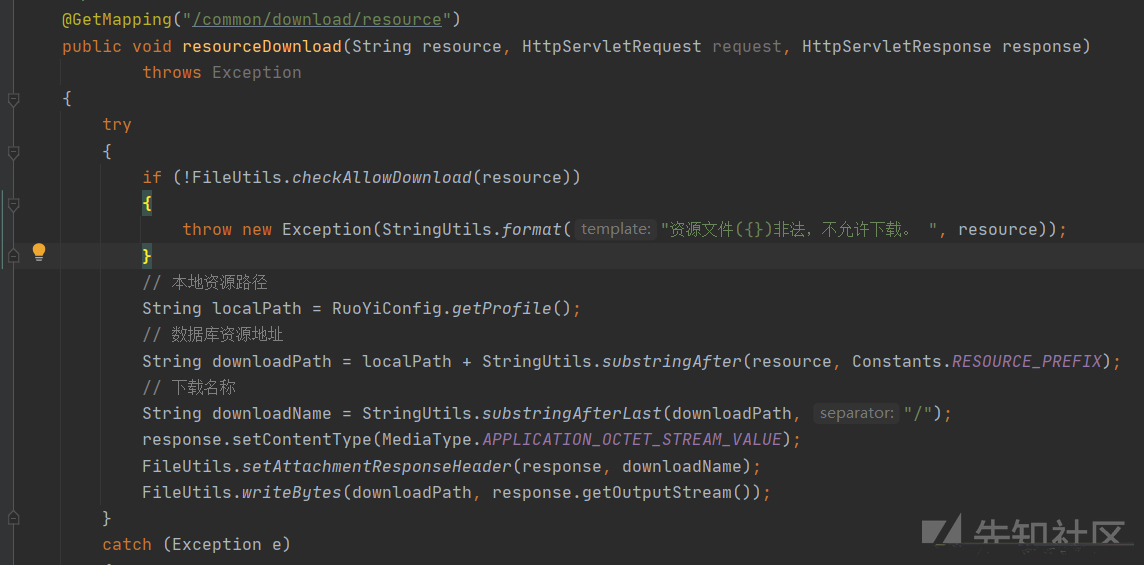 @GetMapping("/common/download/resource")
public void resourceDownload(String resource, HttpServletRequest request, HttpServletResponse response)
throws Exception
{
try
{
if (!FileUtils.checkAllowDownload(resource))
{
throw new Exception(StringUtils.format( template: "资源文件({})非法，不允许下载。 ", resource));
}
// 本地资源路径
String localPath = RuoYiConfig.getProfile();
// 数据库资源地址
String downloadPath = localPath + StringUtils.substringAfter(resource, Constants.RESOURCE_PREFIX);
// 下载名称
String downloadName = StringUtils.substringAfterLast(downloadPath, separator: "/");
response.setContentType(MediaType.APPLICATION_OCTET_STREAM_VALUE);
FileUtils.setAttachmentResponseHeader(response, downloadName);
FileUtils.writeBytes(downloadPath, response.getOutputStream());
}
catch (Exception e)
先知社区